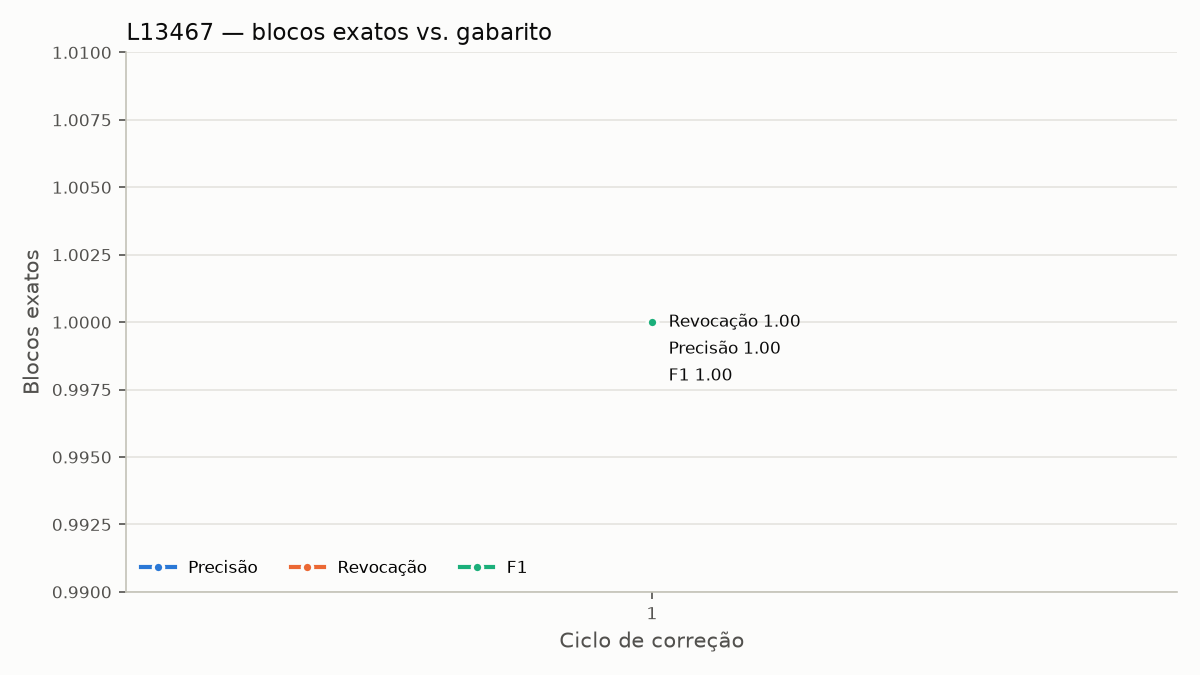 L13467 — blocos exatos vs. gabarito
1.0100
1.0075
1.0050
1.0025
1.0000
0.9975
0.9950
0.9925
0.9900
Blocos exatos
Revocação 1.00
Precisão 1.00
F1 1.00
Precisão Revocação F1
1
Ciclo de correção